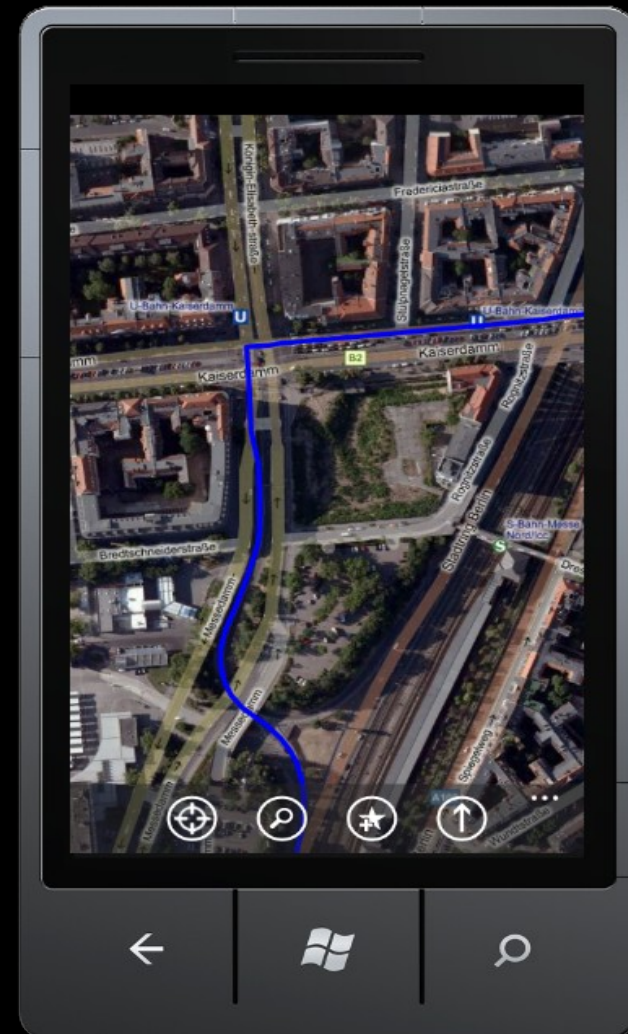 Königin-Elisabeth-straße
Fredericiastraße
Stülpnagelstraße
U-Bahn-Kaiserdamm
U
U-Bahn-Kaiserdamm
Kaiserdamm
B2
Kaiserdamm
Rognitzstraße
Rognitzstraße
Stadtring Berlin
S-Bahn-Messe
Nord/Icc
S
Bredtschneiderstraße
Messedamm
Messedamm
Messedamm
Spiegelweg
Wundtstraße